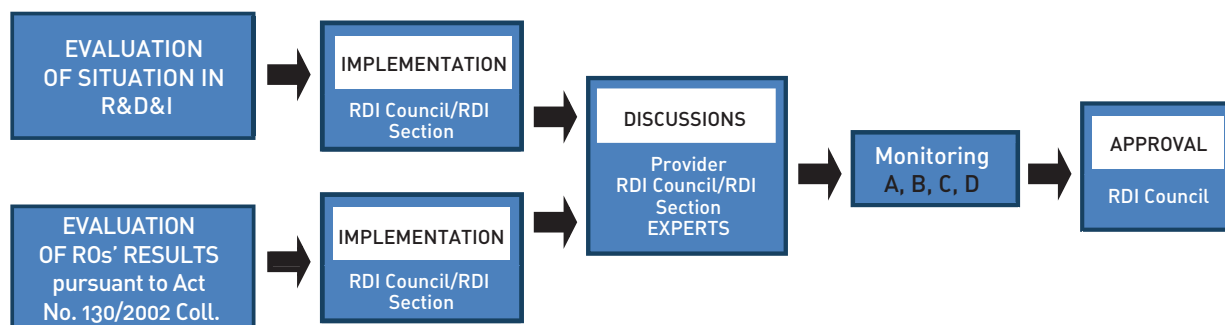 EVALUATION
OF SITUATION IN
R&D&I
IMPLEMENTATION
RDI Council/RDI
Section
EVALUATION
OF ROs' RESULTS
pursuant to Act
No. 130/2002 Coll.
IMPLEMENTATION
RDI Council/RDI
Section
DISCUSSIONS
Provider
RDI Council/RDI
Section
EXPERTS
Monitoring
A, B, C, D
APPROVAL
RDI Council